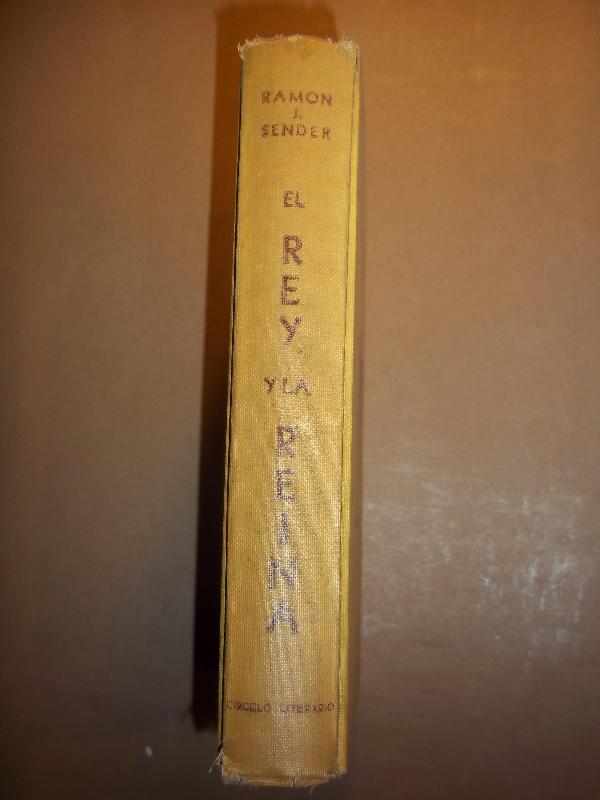 RAMON
J.
SENDER
EL
REY
Y LA
REINA
CIRCULO LITERARIO